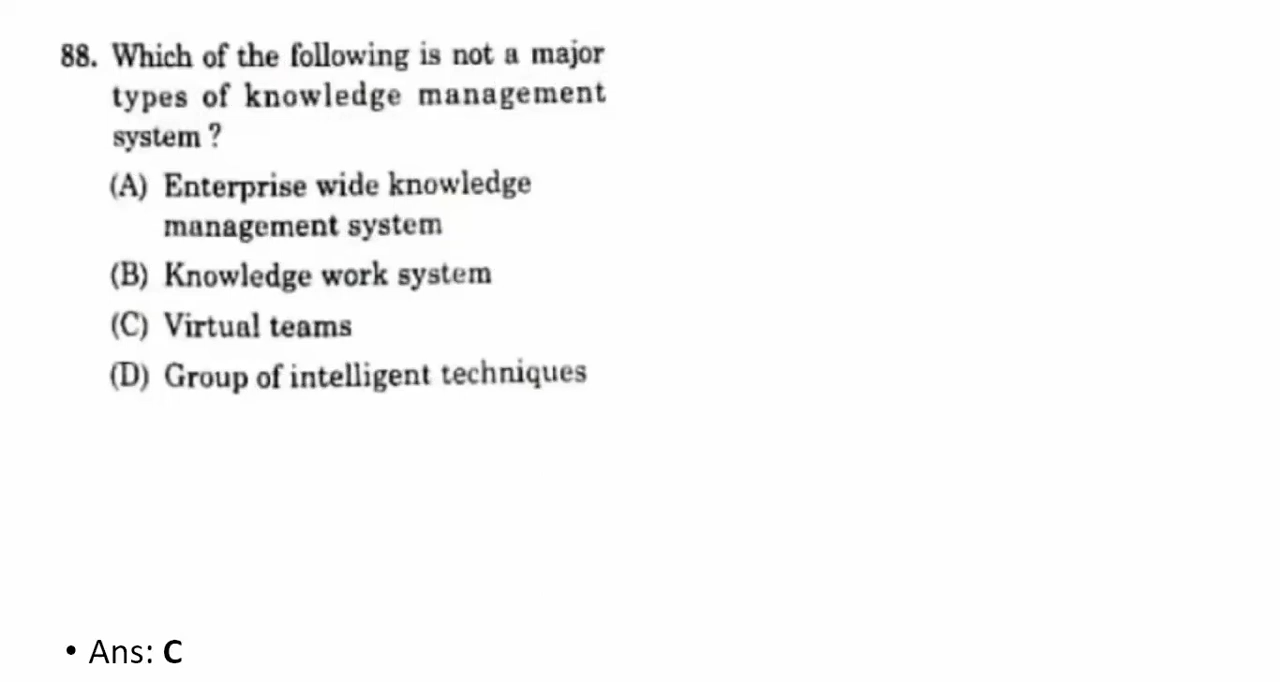 88. Which of the following is not a major
types of knowledge management
system ?
(A) Enterprise wide knowledge
management system
(B) Knowledge work system
(C) Virtual teams
(D) Group of intelligent techniques
• Ans: C